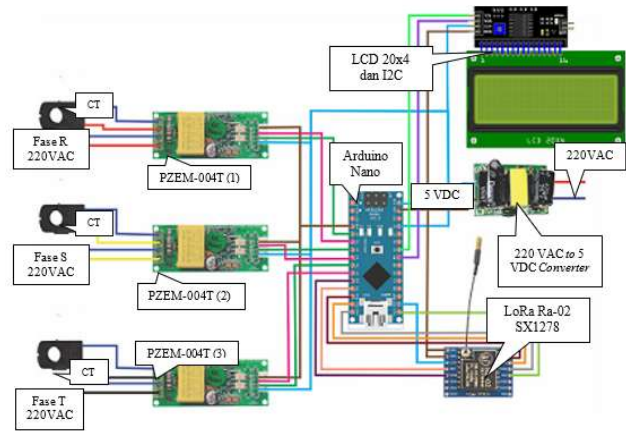 LCD 20x4
dan I2C
CT
Fase R
220VAC
PZEM-004T (1)
Arduino
Nano
220VAC
5 VDC
CT
Fase S
220VAC
PZEM-004T (2)
220 VAC to 5
VDC Converter
LoRa Ra-02
SX1278
PZEM-004T (3)
CT
Fase T
220VAC
1
16
LCD 20X4